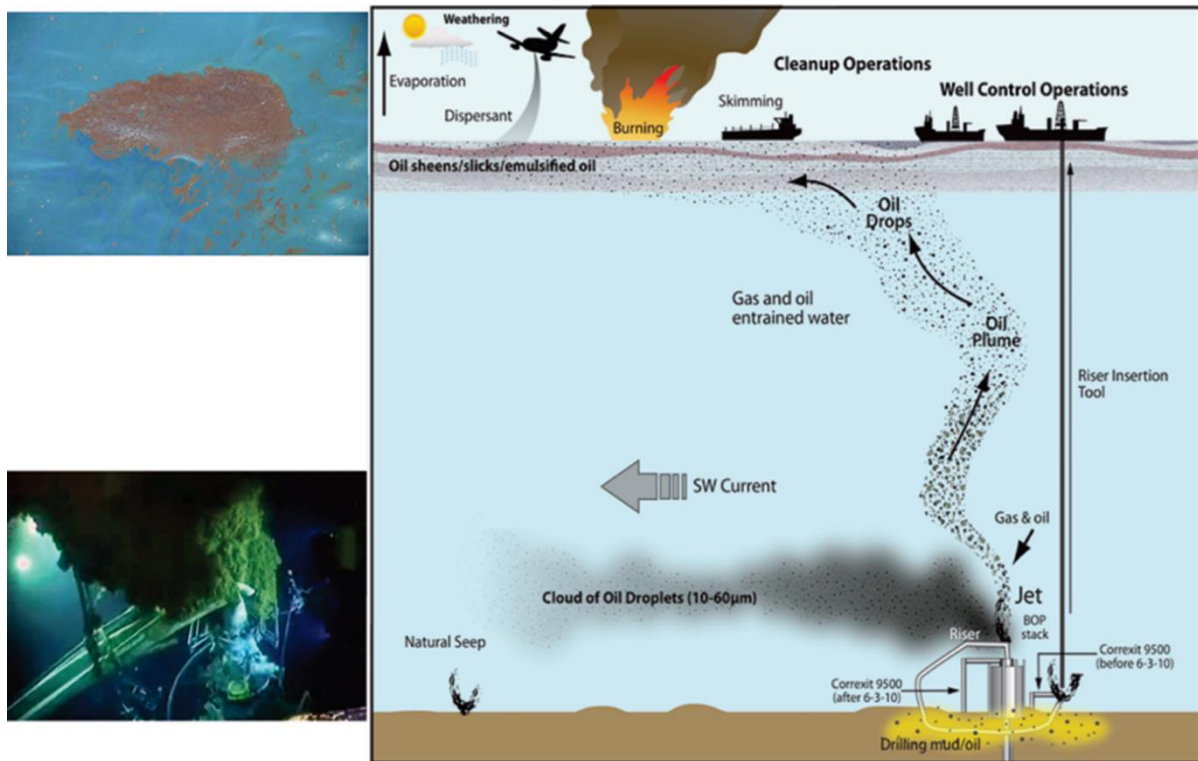 Weathering
Evaporation
Dispersant
Burning
Cleanup Operations
Skimming
Well Control Operations
Oil sheens/slicks/emulsified oil
Oil
Drops
Gas and oil
entrained water
Oil
Plume
Riser Insertion
Tool
SW Current
Gas & oil
Cloud of Oil Droplets (10-60µm)
Jet
BOP
stack
Natural Seep
Riser
Correxit 9500
(before 6-3-10)
Correxit 9500
(after 6-3-10)
Drilling mud/oil